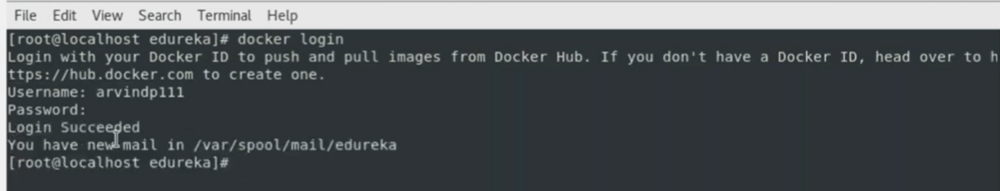 File Edit View Search Terminal Help
[root@localhost edureka]# docker login
Login with your Docker ID to push and pull images from Docker Hub. If you don't have a Docker ID, head over to h
ttps://hub.docker.com to create one.
Username: arvindp111
Password:
Login Succeeded
You have new mail in /var/spool/mail/edureka
[root@localhost edureka]#